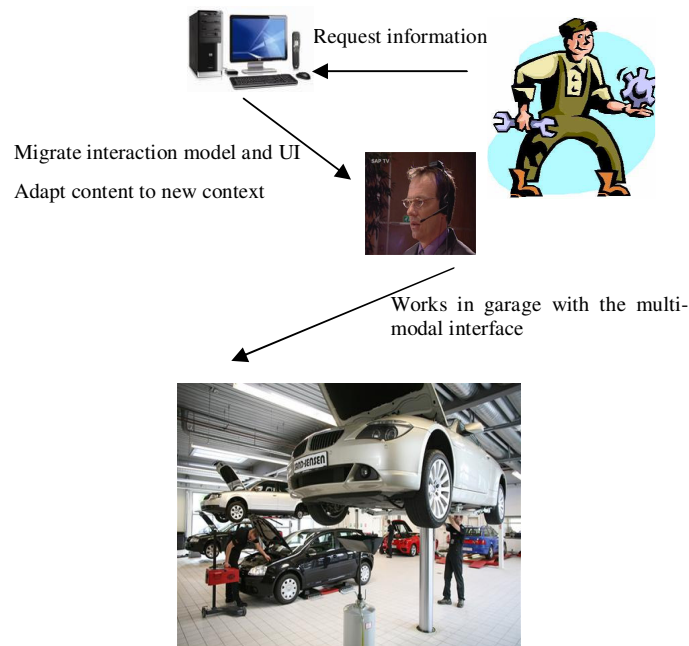 Request information
Migrate interaction model and UI
Adapt content to new context
SAP TV
Works in garage with the multi-
modal interface